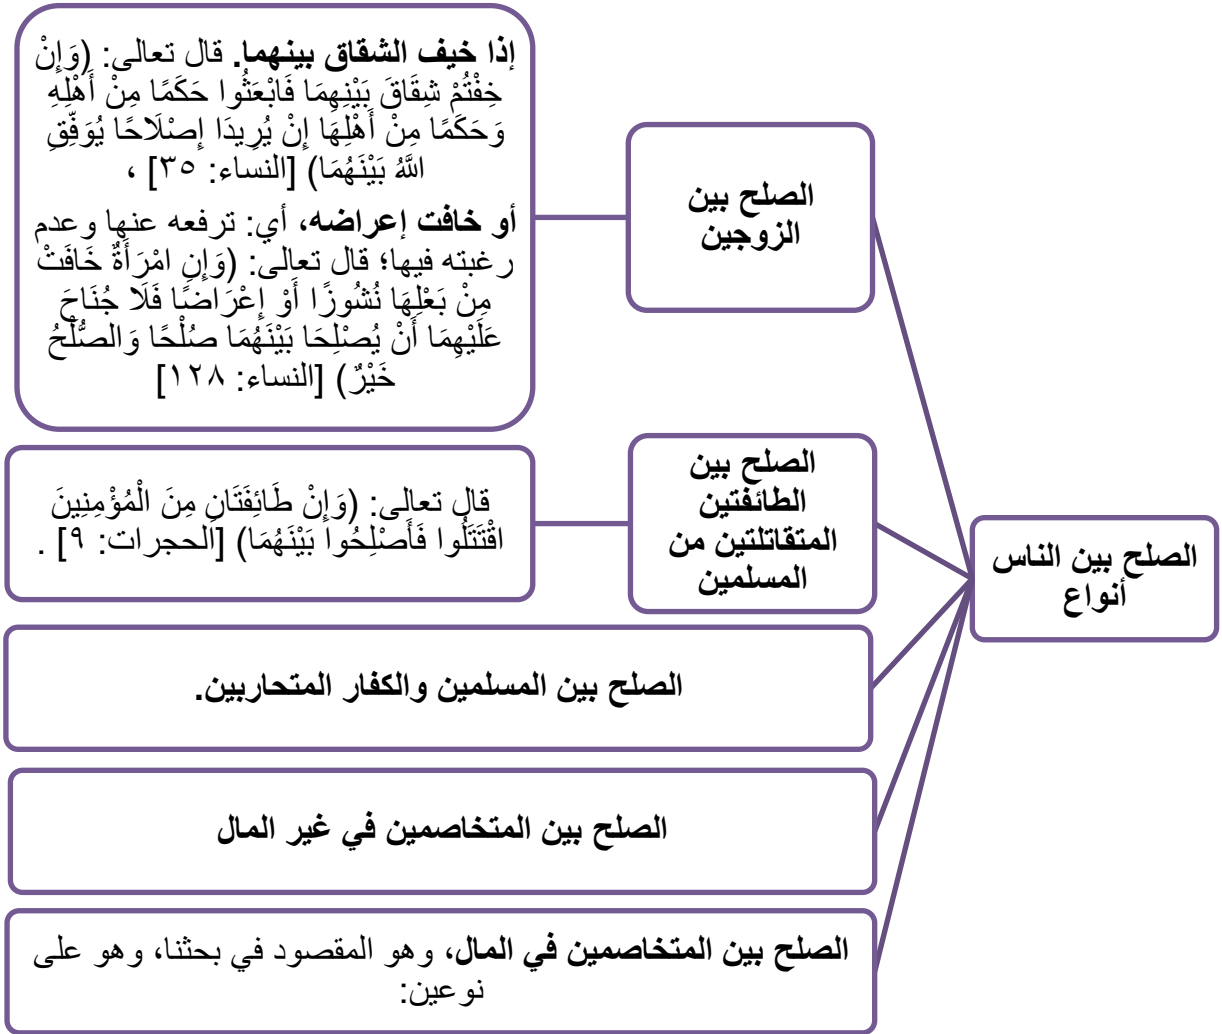 الصلح بين الناس
أنواع
الصلح بين
الزوجين
إذا خيف الشقاق بينهما. قال تعالى: (وَإِنْ
خِفْتُمْ شِقَاقَ بَيْنِهِمَا فَابْعَثُوا حَكَمًا مِنْ أَهْلِهِ
وَحَكَمًا مِنْ أَهْلِهَا إِنْ يُرِيدَا إِصْلَاحًا يُوَفِّقِ
اللَّهُ بَيْنَهُمَا) [النساء: ٣٥] ،
أو خافت إعراضه، أي: ترفعه عنها وعدم
رغبته فيها؛ قال تعالى: (وَإِنِ امْرَأَةٌ خَافَتْ
مِنْ بَعْلِهَا نُشُوزًا أَوْ إِعْرَاضًا فَلَا جُنَاحَ
عَلَيْهِمَا أَنْ يُصْلِحَا بَيْنَهُمَا صُلْحًا وَالصُّلْحُ
خَيْرٌ) [النساء: ١٢٨]
الصلح بين
الطائفتين
المتقاتلتين من
المسلمين
قال تعالى: (وَإِنْ طَائِفَتَانِ مِنَ الْمُؤْمِنِينَ
اقْتَتَلُوا فَأَصْلِحُوا بَيْنَهُمَا) [الحجرات: ٩] .
الصلح بين المسلمين والكفار المتحاربين.
الصلح بين المتخاصمين في غير المال
الصلح بين المتخاصمين في المال، وهو المقصود في بحثنا، وهو على
نوعين: